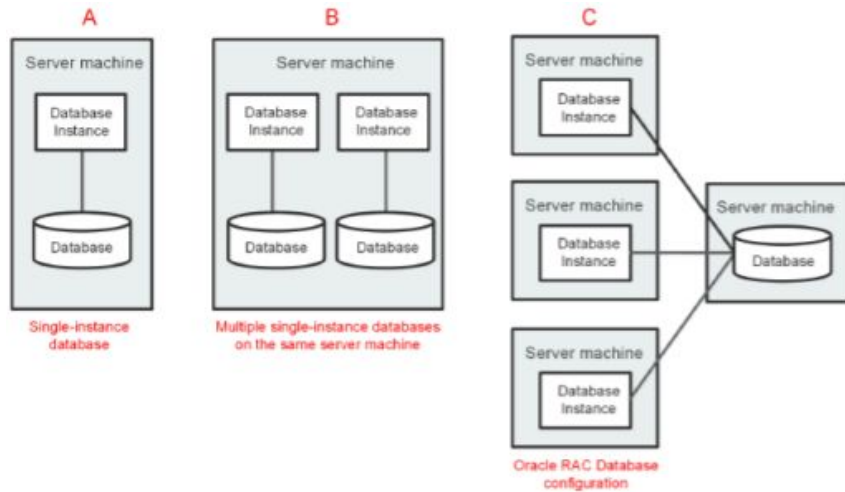 A
Server machine
Database
Instance
Database
Single-instance
database
B
Server machine
Database
Instance
Database
Instance
Database
Database
Multiple single-instance databases
on the same server machine
C
Server machine
Database
Instance
Server machine
Database
Instance
Server machine
Database
Instance
Server machine
Database
Oracle RAC Database
configuration